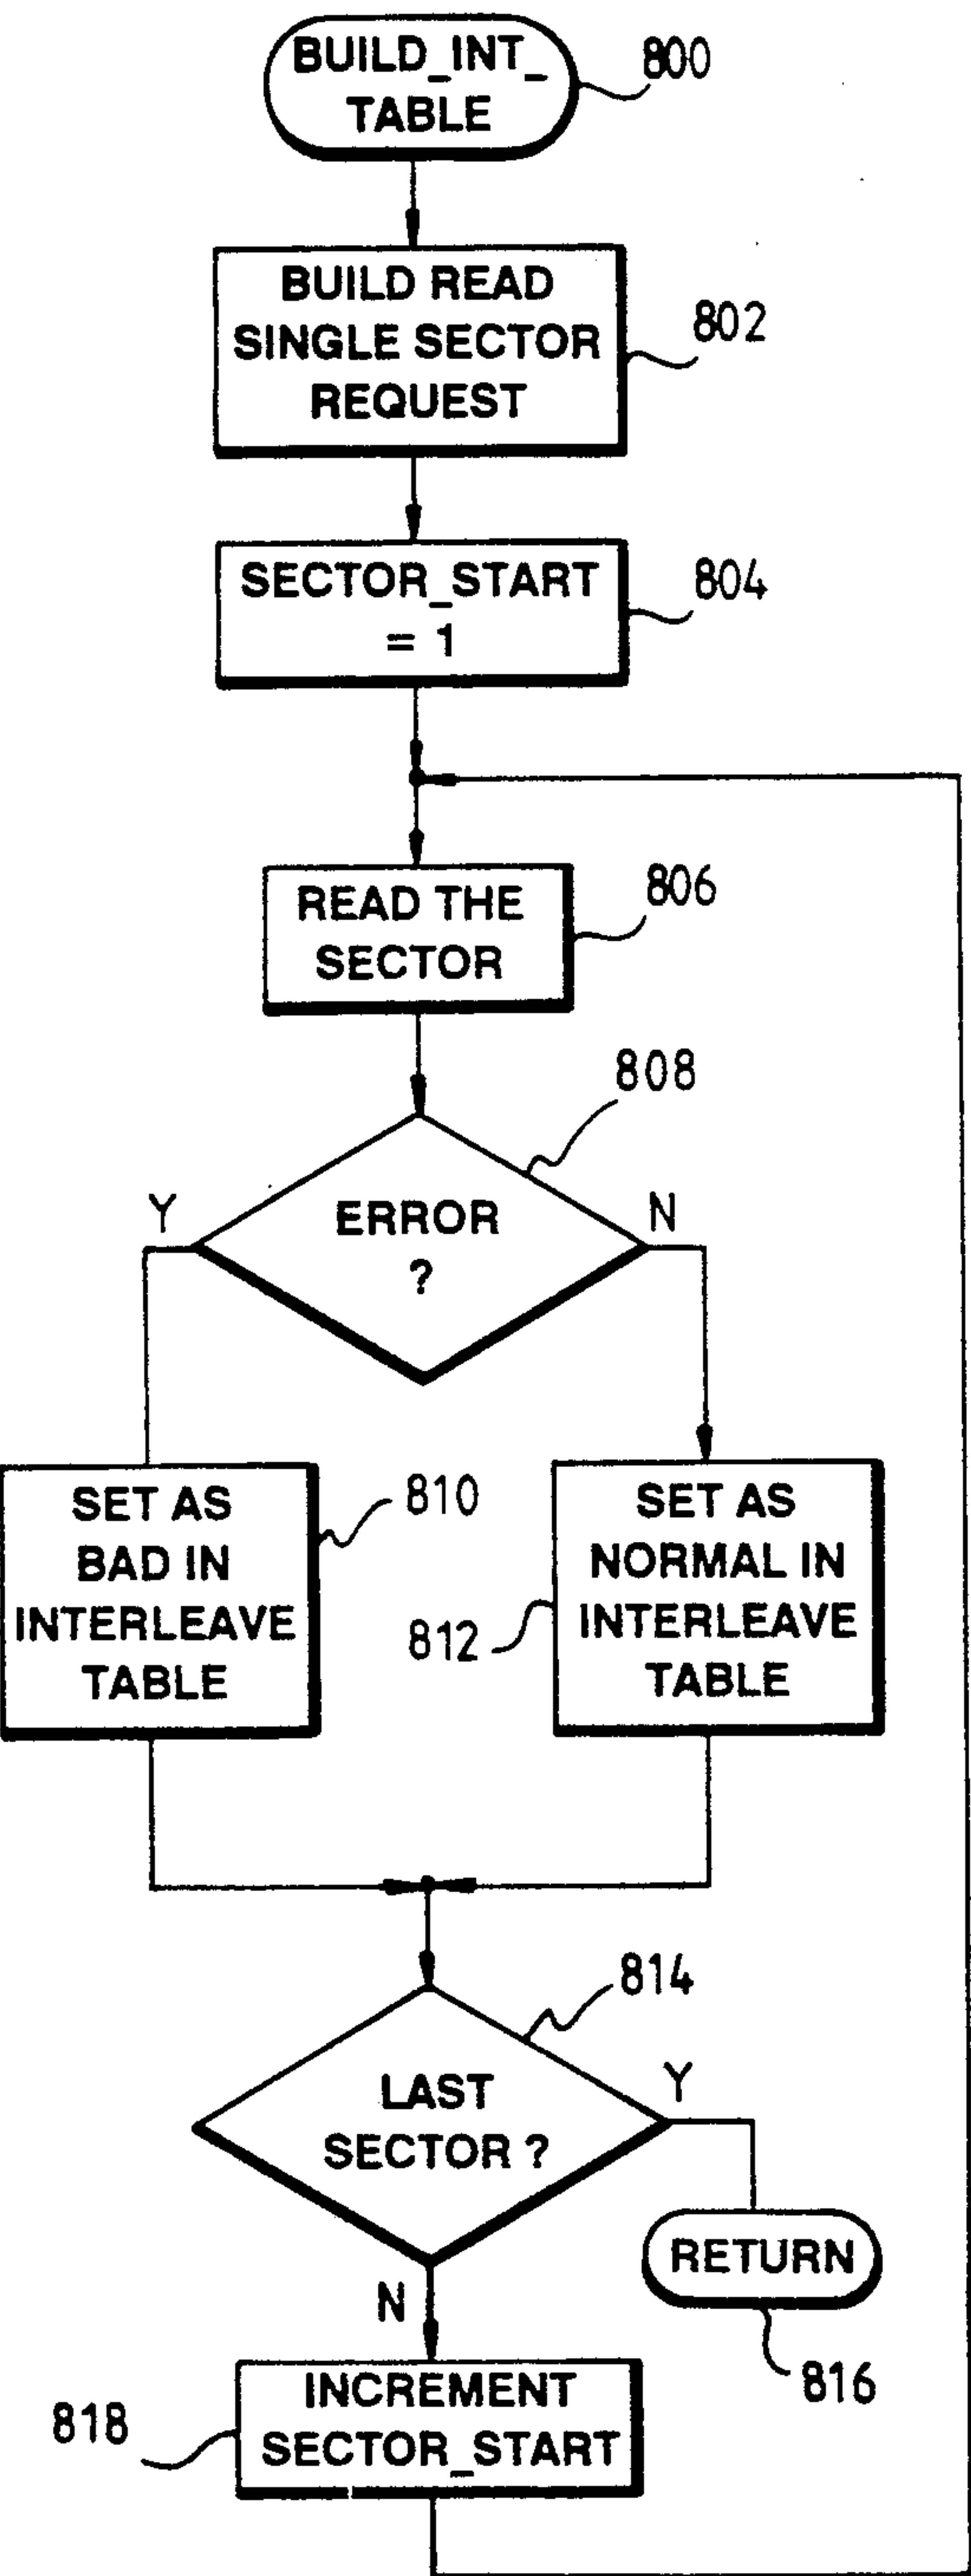 BUILD_INT_
TABLE
800
BUILD READ
SINGLE SECTOR
REQUEST
802
SECTOR_START
= 1
804
READ THE
SECTOR
806
808
Y
ERROR
?
N
SET AS
BAD IN
INTERLEAVE
TABLE
810
SET AS
NORMAL IN
INTERLEAVE
TABLE
812
814
LAST
SECTOR ?
Y
RETURN
816
N
INCREMENT
SECTOR_START
818